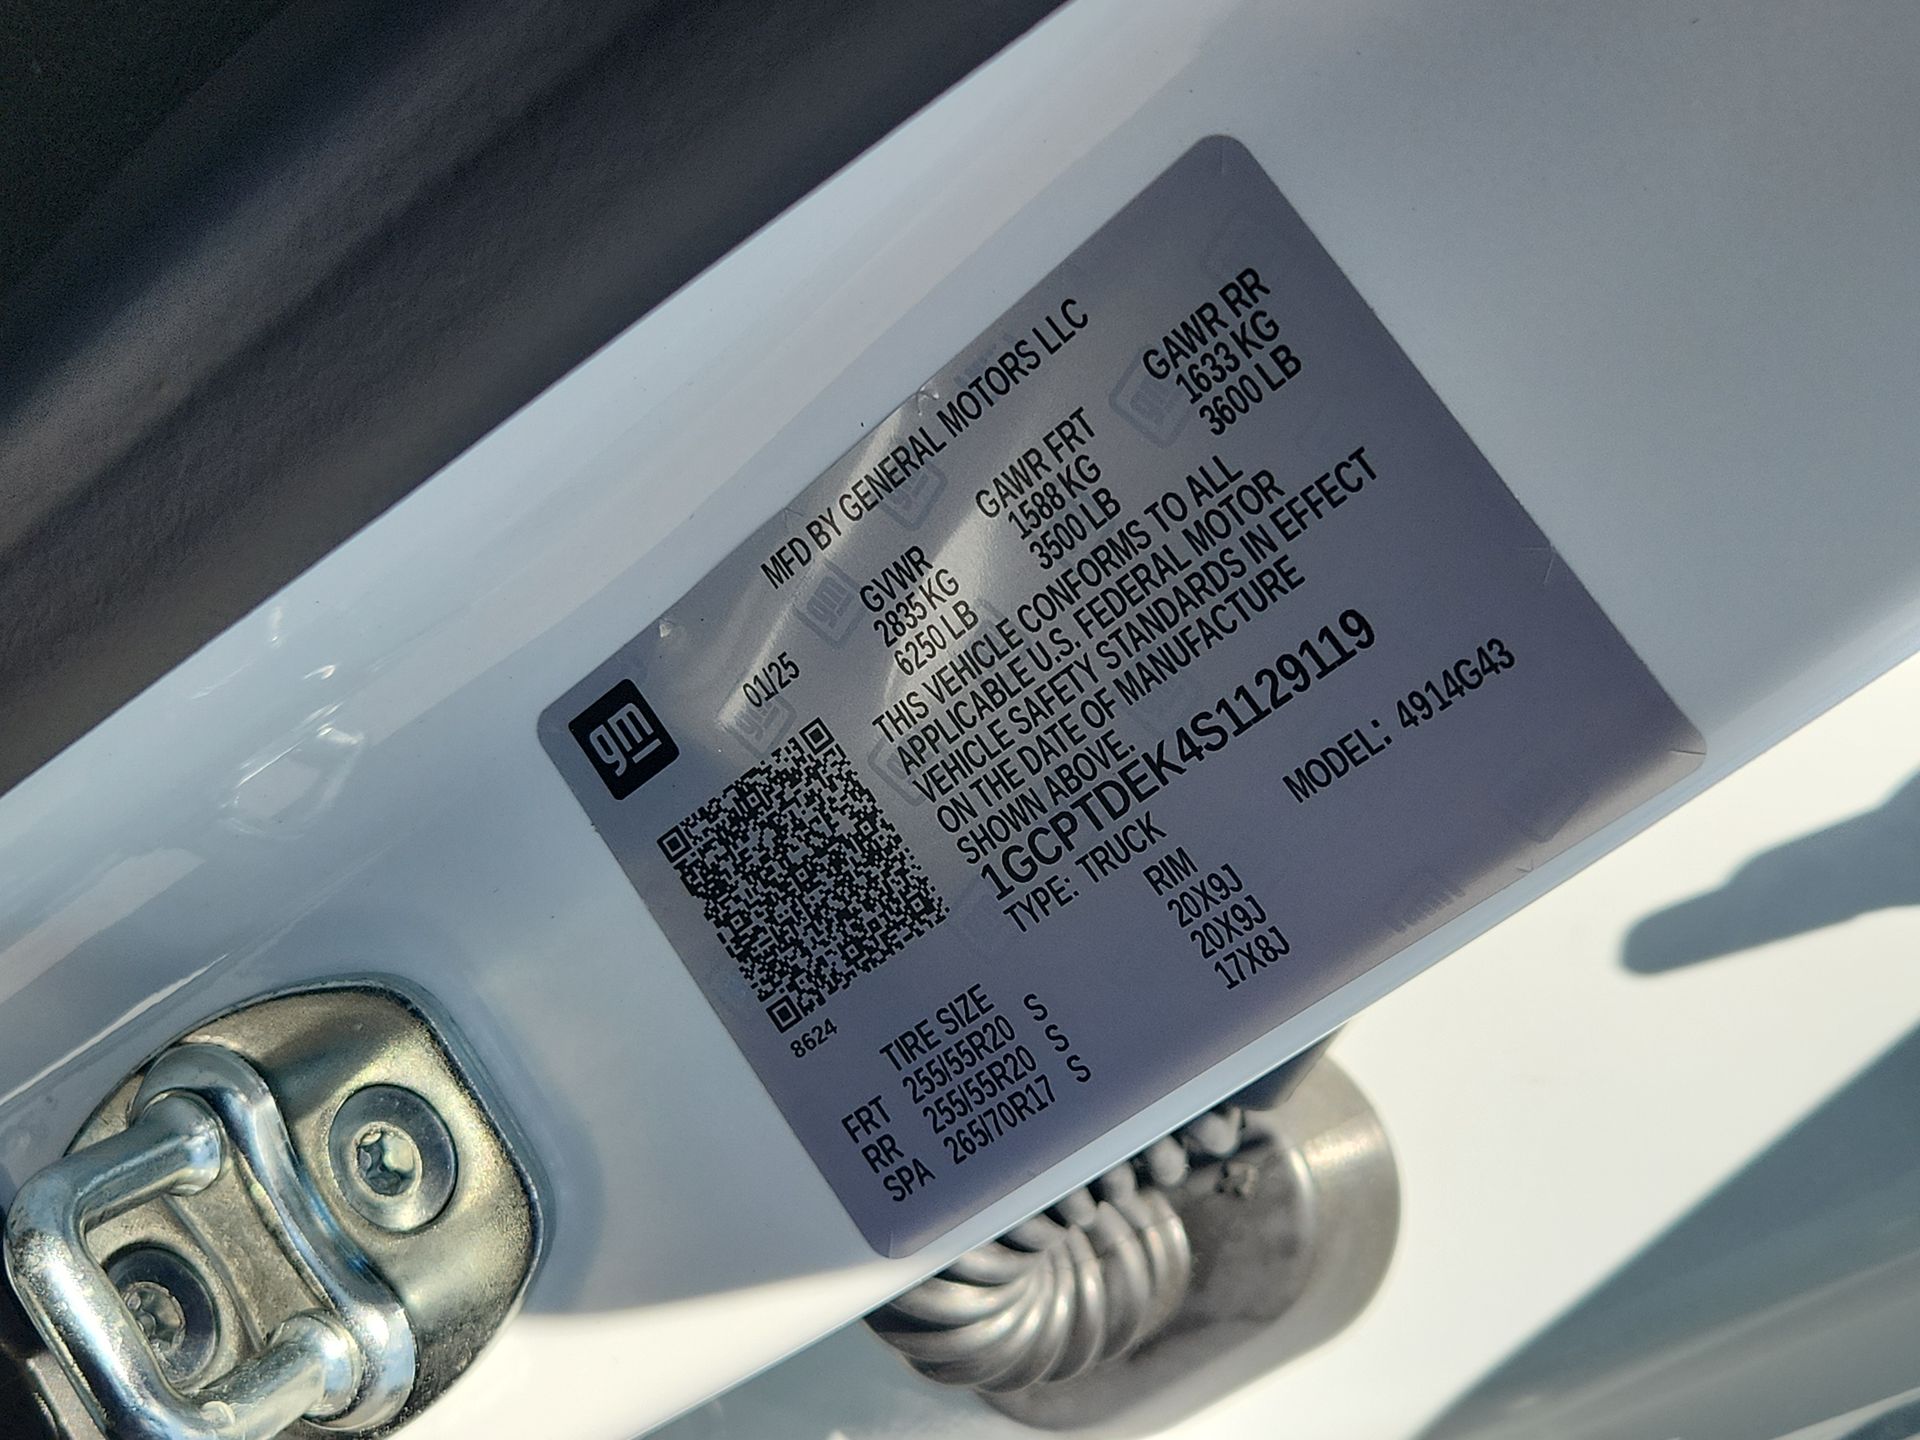 gm
01/25
MFD BY GENERAL MOTORS LLC
GVWR GAWR FRT GAWR RR
2835 KG 1588 KG 1633 KG
6250 LB 3500 LB 3600 LB
THIS VEHICLE CONFORMS TO ALL
APPLICABLE U.S. FEDERAL MOTOR
VEHICLE SAFETY STANDARDS IN EFFECT
ON THE DATE OF MANUFACTURE
SHOWN ABOVE.
1GCPTDEK4S1129119
TYPE: TRUCK MODEL: 4914G43
8624
TIRE SIZE RIM
FRT 255/55R20 S 20X9J
RR 255/55R20 S 20X9J
SPA 265/70R17 S 17X8J